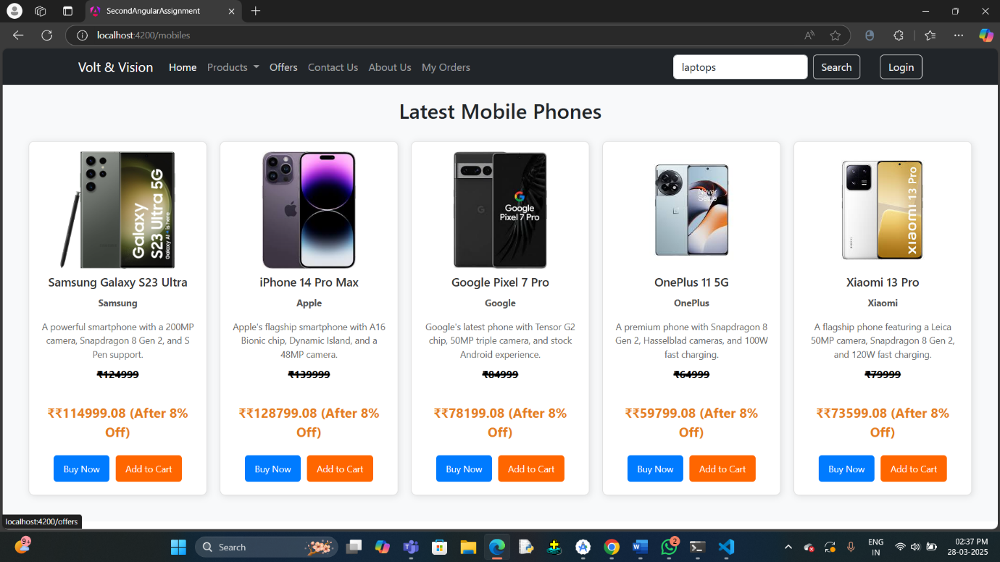 SecondAngularAssignment
localhost:4200/mobiles
Volt & Vision Home Products Offers Contact Us About Us My Orders laptops Search Login
Latest Mobile Phones
Galaxy
S23 Ultra 5G
Galaxy AI is here
Samsung Galaxy S23 Ultra
Samsung
A powerful smartphone with a 200MP
camera, Snapdragon 8 Gen 2, and S
Pen support.
₹124999
₹₹114999.08 (After 8%
Off)
Buy Now Add to Cart
iPhone 14 Pro Max
Apple
Apple's flagship smartphone with A16
Bionic chip, Dynamic Island, and a
48MP camera.
₹139999
₹₹128799.08 (After 8%
Off)
Buy Now Add to Cart
G
Google
Pixel 7 Pro
Google Pixel 7 Pro
Google
Google's latest phone with Tensor G2
chip, 50MP triple camera, and stock
Android experience.
₹84999
₹₹78199.08 (After 8%
Off)
Buy Now Add to Cart
Never
Settle
OnePlus 11 5G
OnePlus
A premium phone with Snapdragon 8
Gen 2, Hasselblad cameras, and 100W
fast charging.
₹64999
₹₹59799.08 (After 8%
Off)
Buy Now Add to Cart
Xiaomi 13 Pro
Xiaomi 13 Pro
Xiaomi
A flagship phone featuring a Leica
50MP camera, Snapdragon 8 Gen 2,
and 120W fast charging.
₹79999
₹₹73599.08 (After 8%
Off)
Buy Now Add to Cart
localhost:4200/offers
9+
Search
2
ENG
IN
02:37 PM
28-03-2025